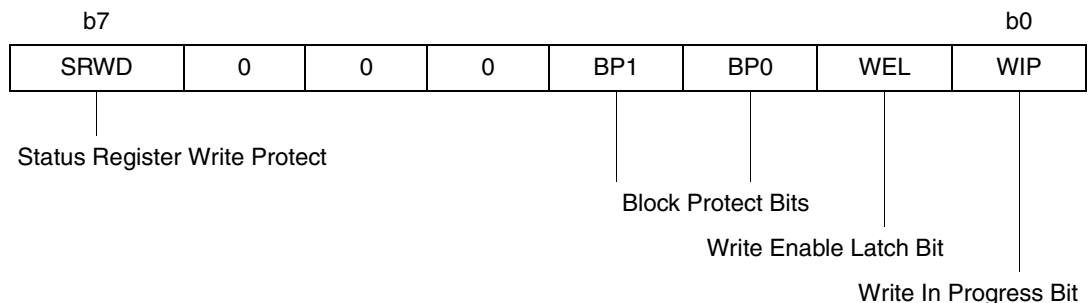 b7 b0
SRWD 0 0 0 BP1 BP0 WEL WIP
Status Register Write Protect
Block Protect Bits
Write Enable Latch Bit
Write In Progress Bit